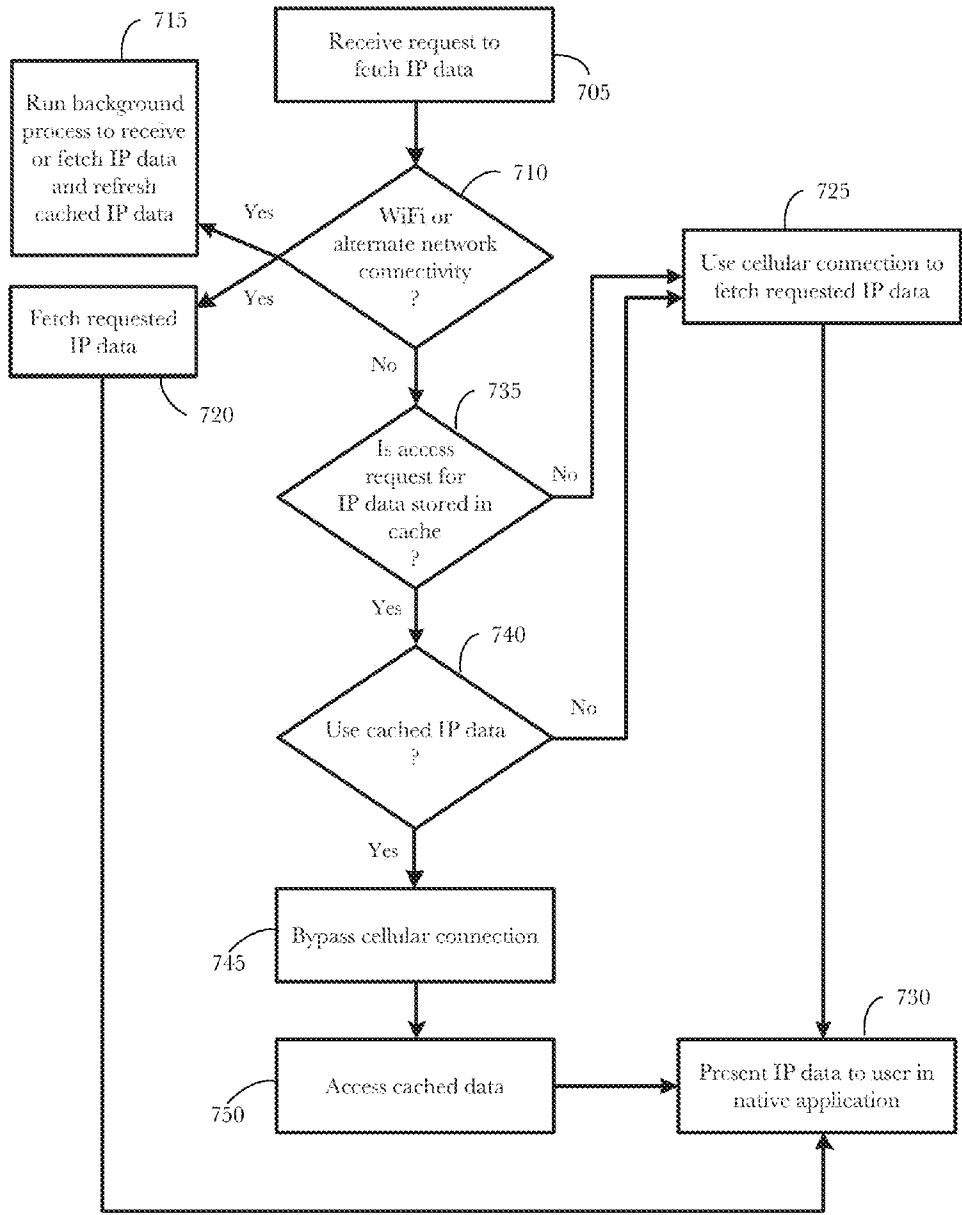 715
Receive request to
fetch IP data
705
Run background
process to receive
or fetch IP data
and refresh
cached IP data
Yes
710
WiFi or
alternate network
connectivity
?
725
Use cellular connection to
fetch requested IP data
Yes
Fetch requested
IP data
720
No
735
Is access
request for
IP data stored in
cache
?
No
Yes
740
Use cached IP data
?
No
Yes
Bypass cellular connection
745
730
Access cached data
750
Present IP data to user in
native application